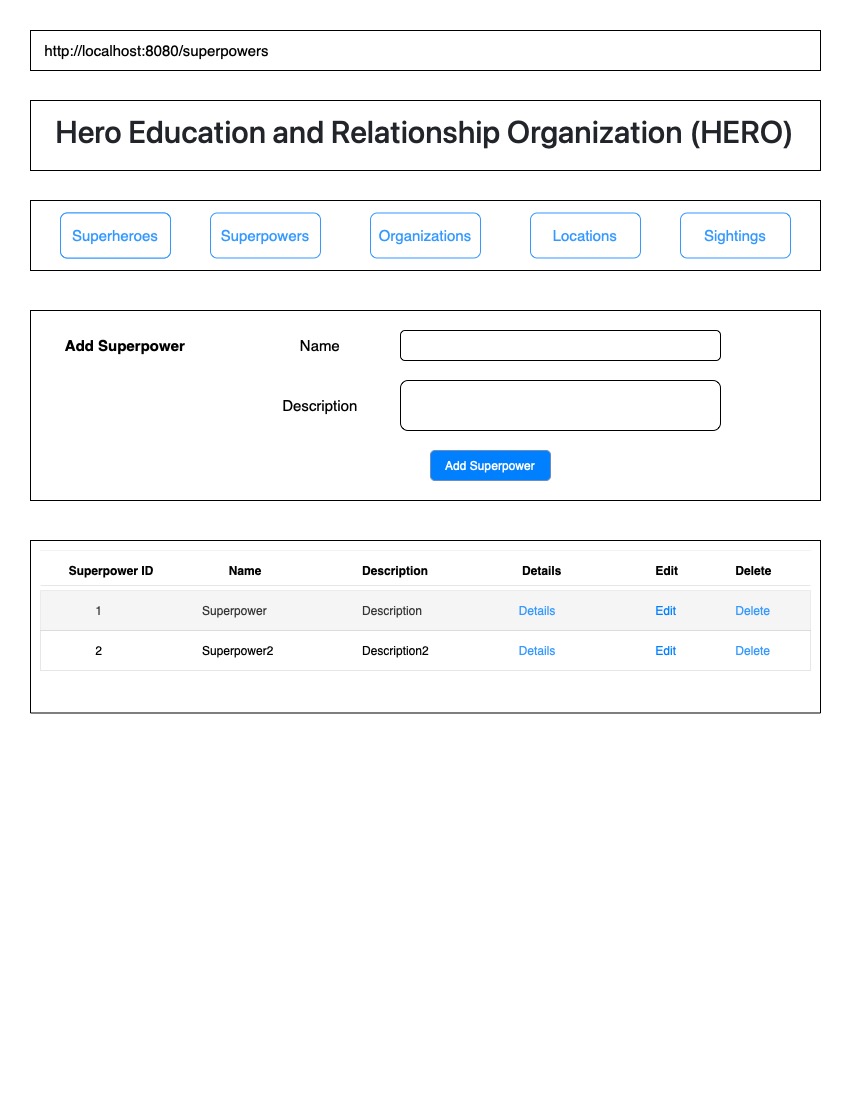 http://localhost:8080/superpowers
Hero Education and Relationship Organization (HERO)
Superheroes Superpowers Organizations Locations Sightings
Add Superpower Name
Description
Add Superpower
Superpower ID Name Description Details Edit Delete
1 Superpower Description Details Edit Delete
2 Superpower2 Description2 Details Edit Delete